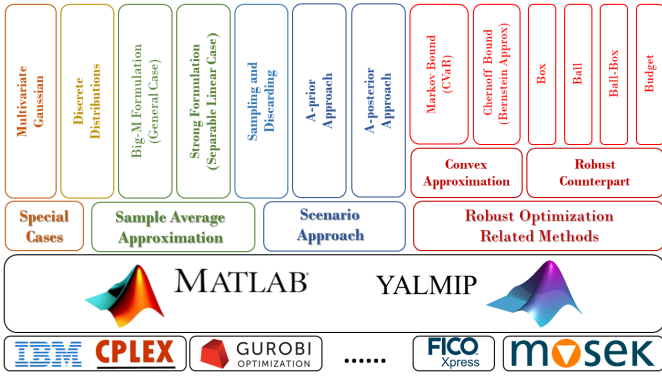 Multivariate
Gaussian
Discrete
Distributions
Big-M Formulation
(General Case)
Strong Formulation
(Separable Linear Case)
Sampling and
Discarding
A-prior
Approach
A-posterior
Approach
Markov Bound
(CVaR)
Chernoff Bound
(Bernstein Approx)
Box
Ball
Ball-Box
Budget
Convex
Approximation
Robust
Counterpart
Special
Cases
Sample Average
Approximation
Scenario
Approach
Robust Optimization
Related Methods
MATLAB®
YALMIP
IBM CPLEX
GUROBI
OPTIMIZATION
......
FICO
Xpress
mosek